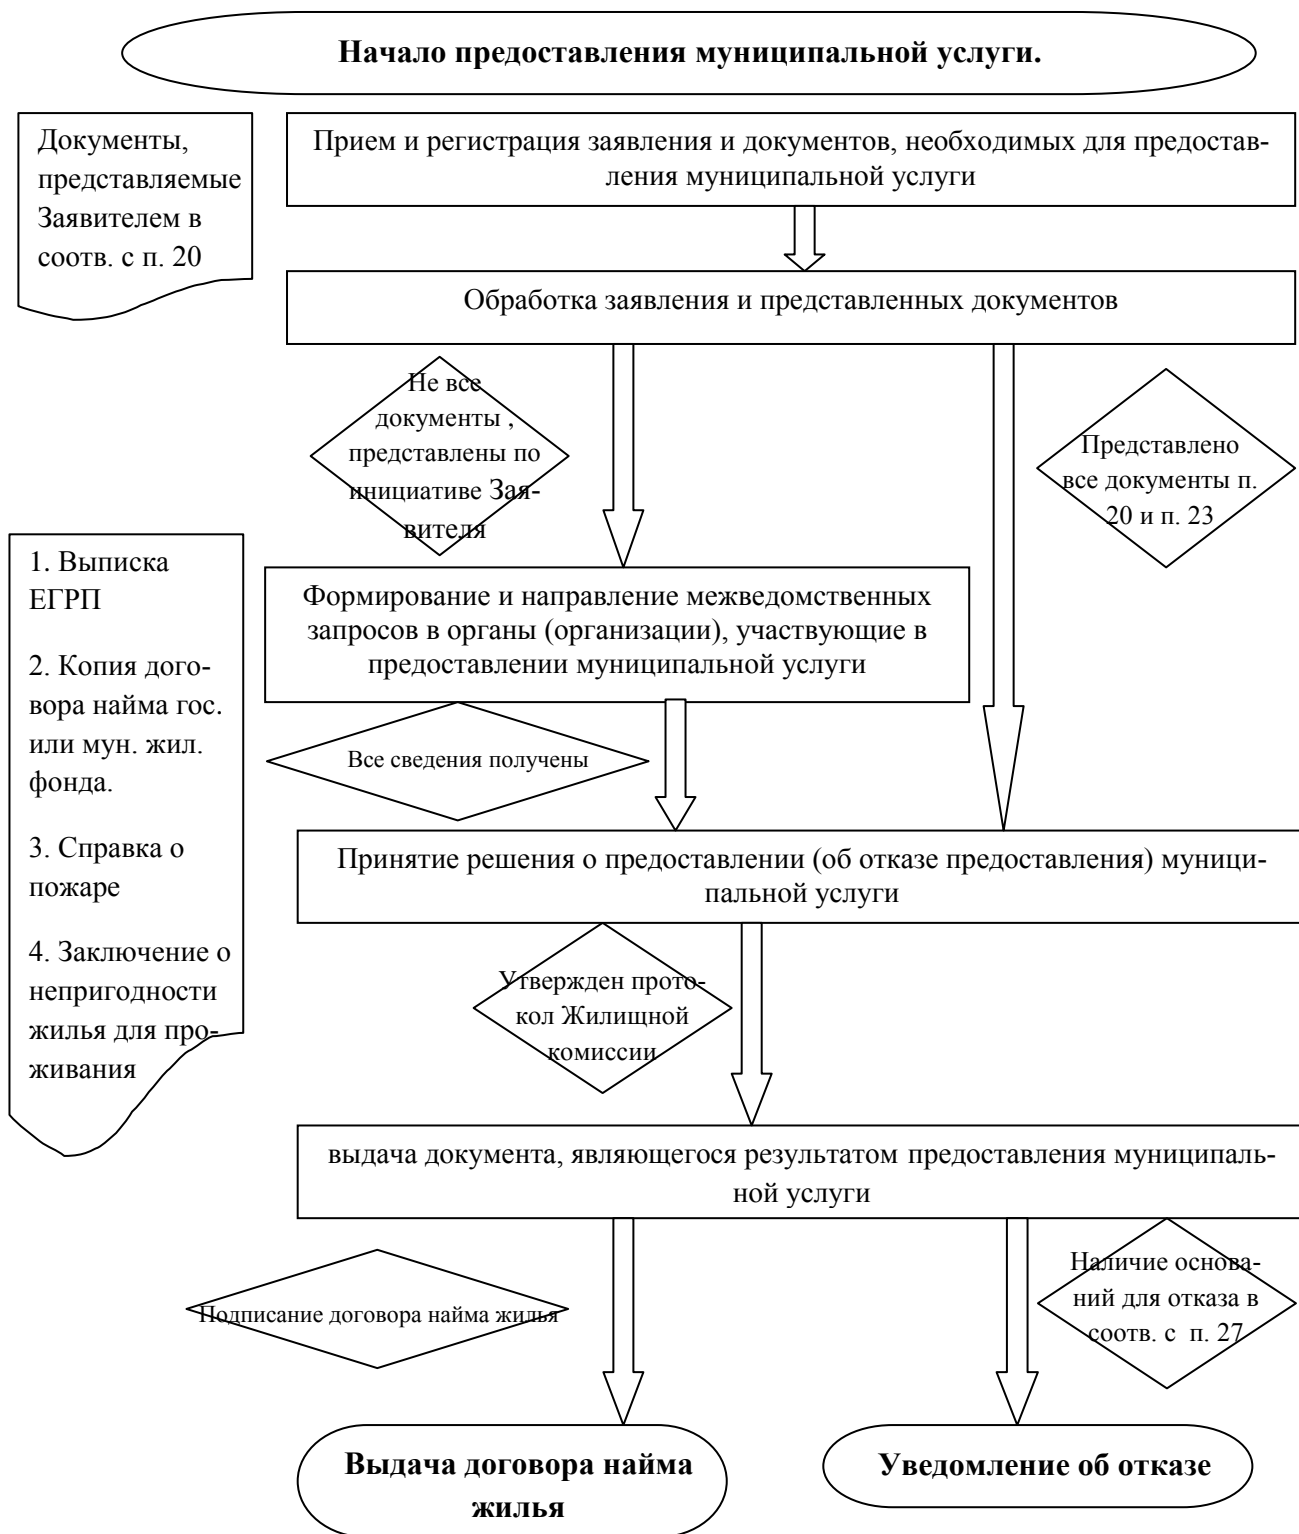 Начало предоставления муниципальной услуги.
Документы,
представляемые
Заявителем в
соотв. с п. 20
Прием и регистрация заявления и документов, необходимых для предостав-
ления муниципальной услуги
Обработка заявления и представленных документов
Не все
документы ,
представлены по
инициативе Зая-
вителя
Представлено
все документы п.
20 и п. 23
1. Выписка
ЕГРП
2. Копия дого-
вора найма гос.
или мун. жил.
фонда.
3. Справка о
пожаре
4. Заключение о
непригодности
жилья для про-
живания
Формирование и направление межведомственных
запросов в органы (организации), участвующие в
предоставлении муниципальной услуги
Все сведения получены
Принятие решения о предоставлении (об отказе предоставления) муници-
пальной услуги
Утвержден прото-
кол Жилищной
комиссии
выдача документа, являющегося результатом предоставления муниципаль-
ной услуги
Подписание договора найма жилья
Наличие основа-
ний для отказа в
соотв. с  п. 27
Выдача договора найма
жилья
Уведомление об отказе